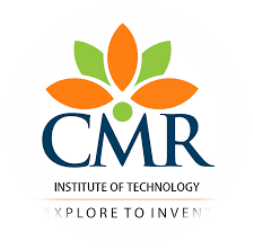 CMR
INSTITUTE OF TECHNOLOGY
EXPLORE TO INVENT